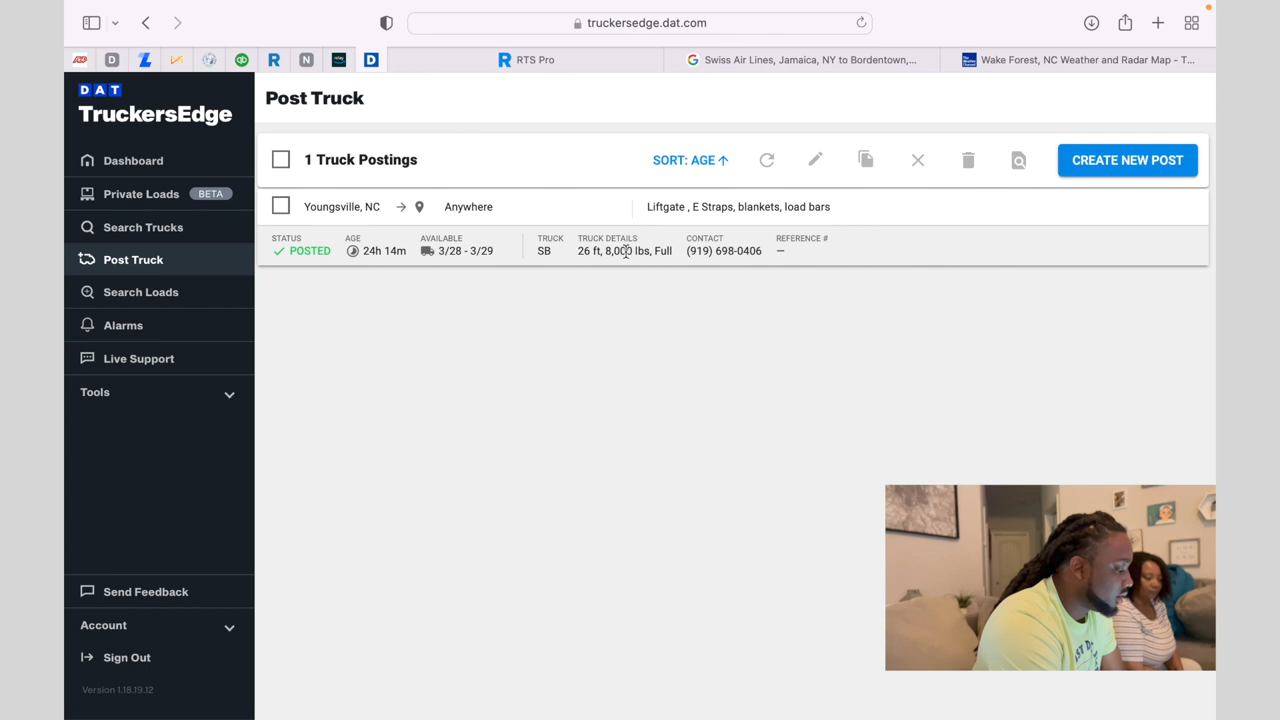 truckersedge.dat.com
RTS Pro
Swiss Air Lines, Jamaica, NY to Bordentown,...
Wake Forest, NC Weather and Radar Map - T...
DAT
TruckersEdge
Dashboard
Private Loads BETA
Search Trucks
Post Truck
Search Loads
Alarms
Live Support
Tools
Send Feedback
Account
Sign Out
Version 1.18.19.12
Post Truck
1 Truck Postings
SORT: AGE
CREATE NEW POST
Youngsville, NC Anywhere Liftgate , E Straps, blankets, load bars
STATUS AGE AVAILABLE TRUCK TRUCK DETAILS CONTACT REFERENCE #
POSTED 24h 14m 3/28 - 3/29 SB 26 ft, 8,000 lbs, Full (919) 698-0406 –